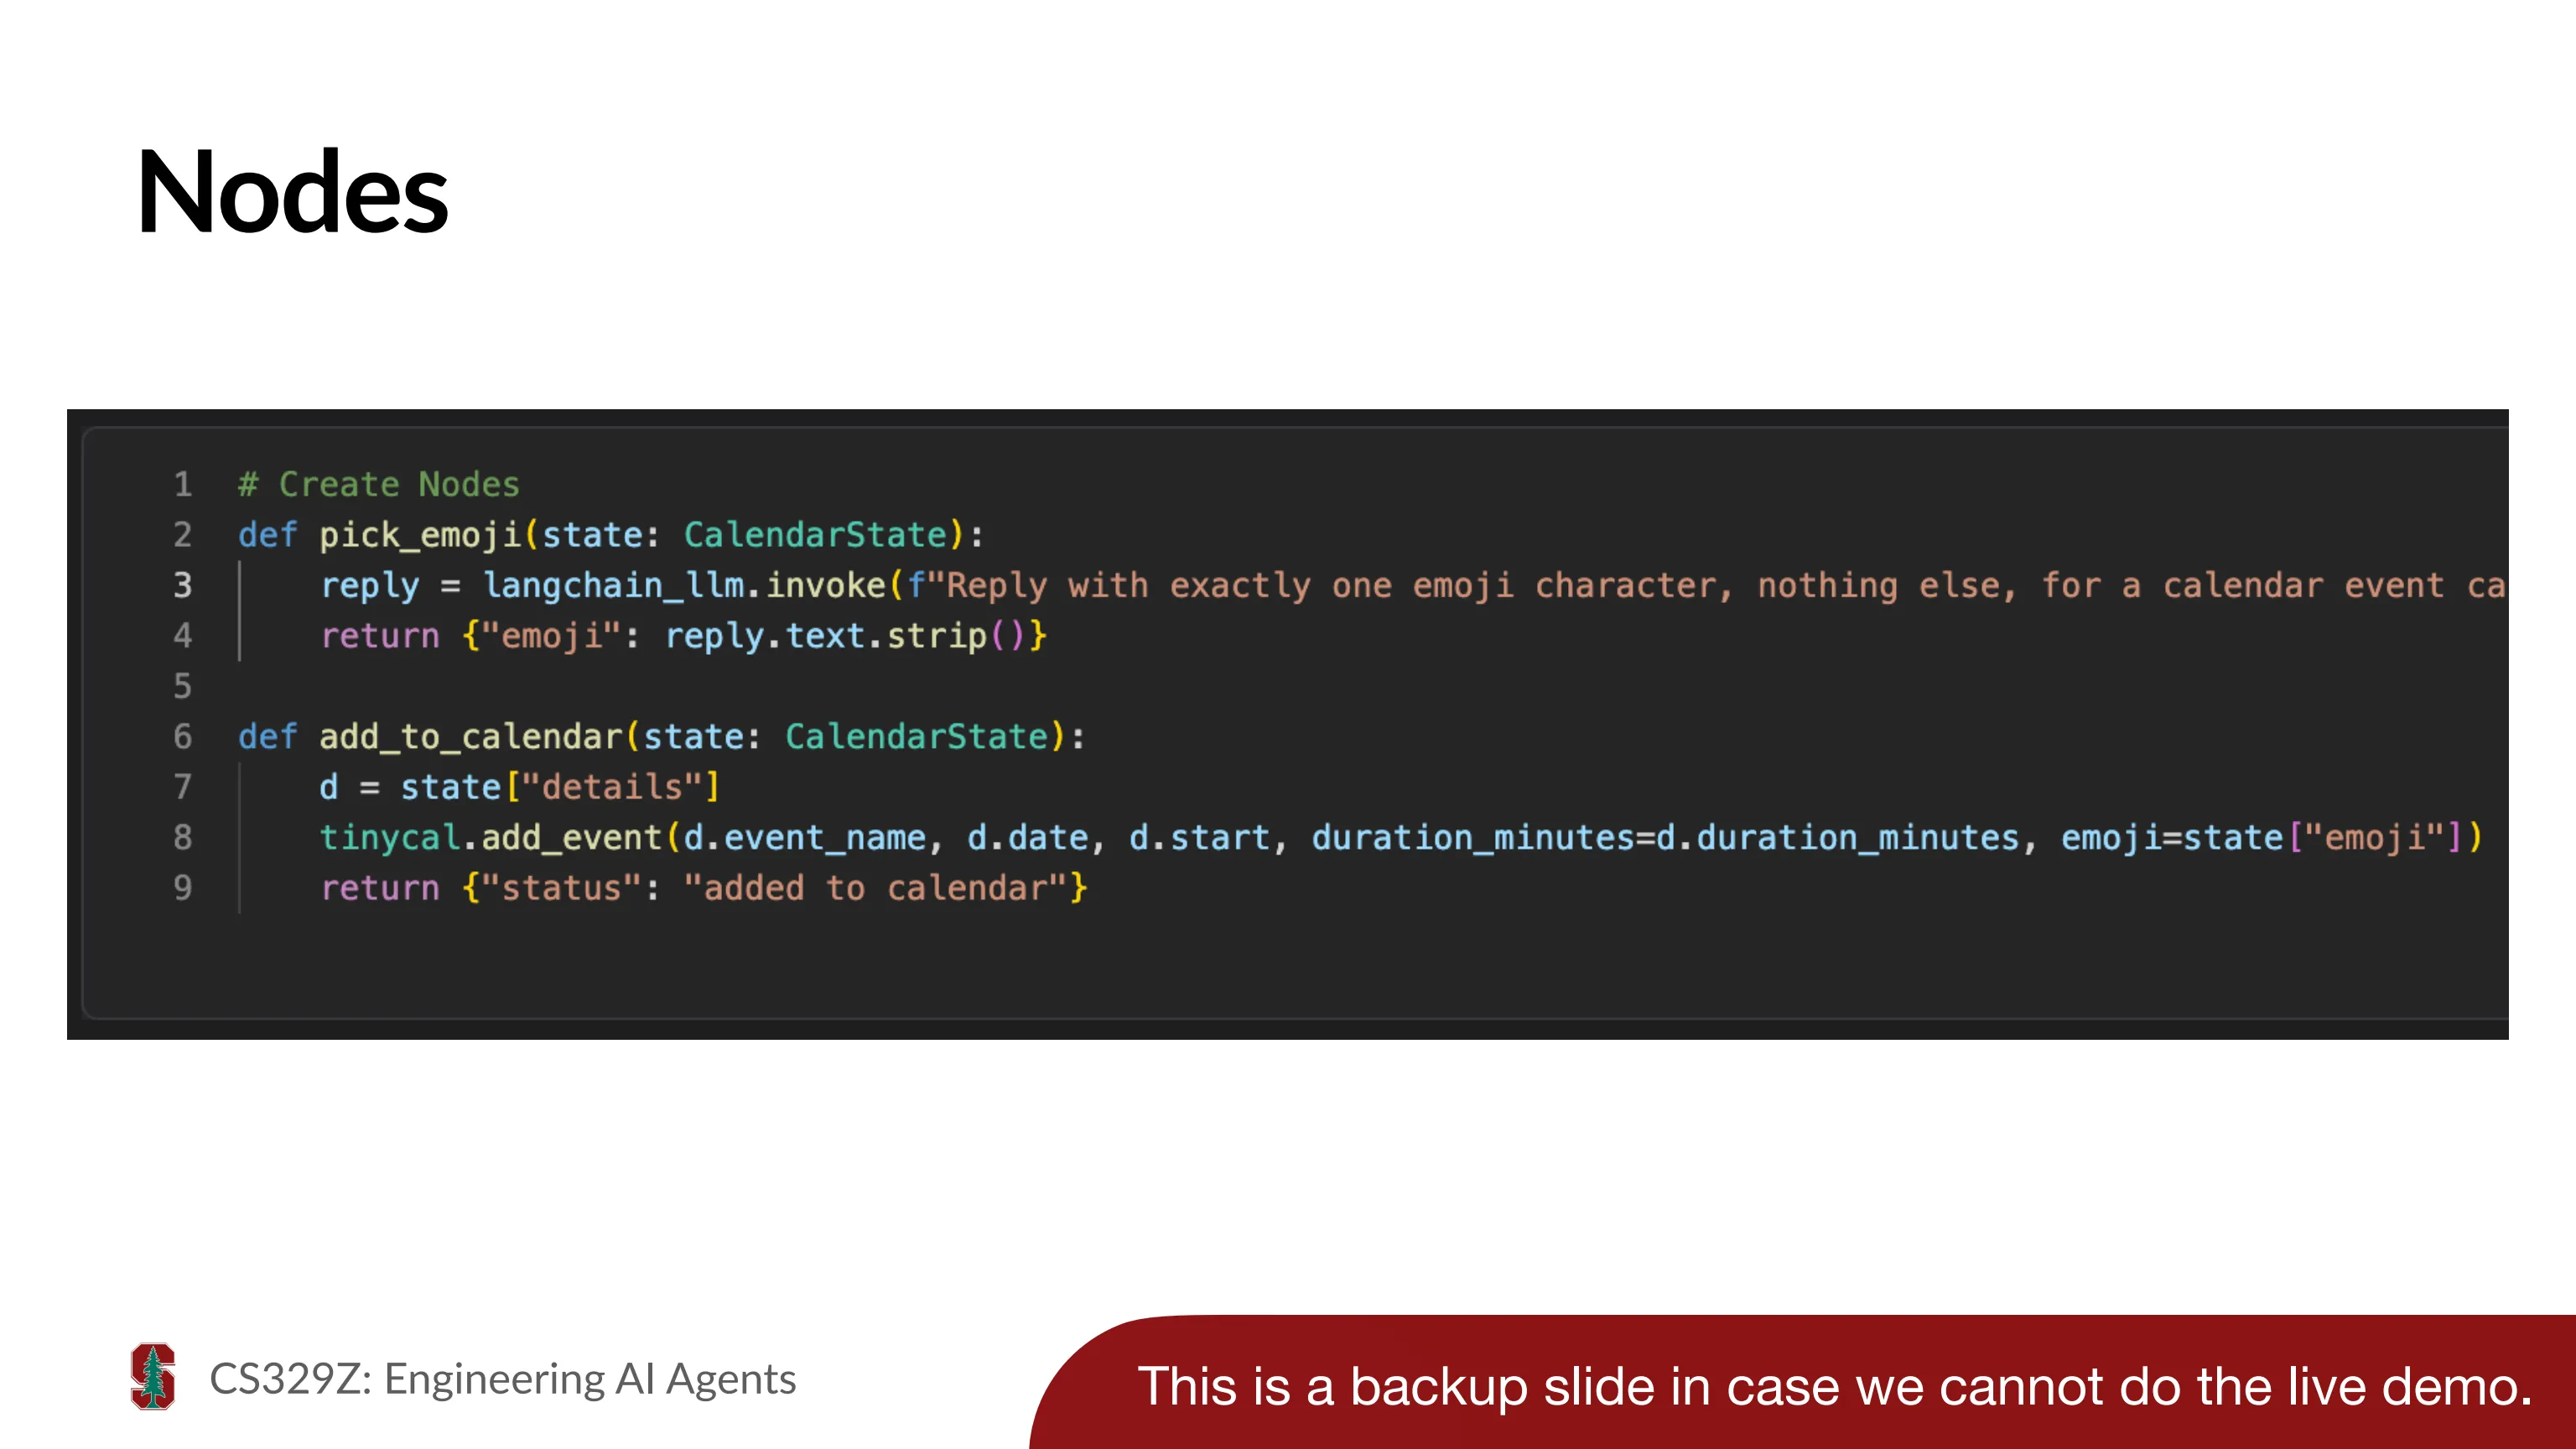 Nodes
1 # Create Nodes
2 def pick_emoji(state: CalendarState):
3 reply = langchain_llm.invoke(f"Reply with exactly one emoji character, nothing else, for a calendar event ca
4 return {"emoji": reply.text.strip()}
5
6 def add_to_calendar(state: CalendarState):
7 d = state["details"]
8 tinycal.add_event(d.event_name, d.date, d.start, duration_minutes=d.duration_minutes, emoji=state["emoji"])
9 return {"status": "added to calendar"}
CS329Z: Engineering AI Agents
This is a backup slide in case we cannot do the live demo.